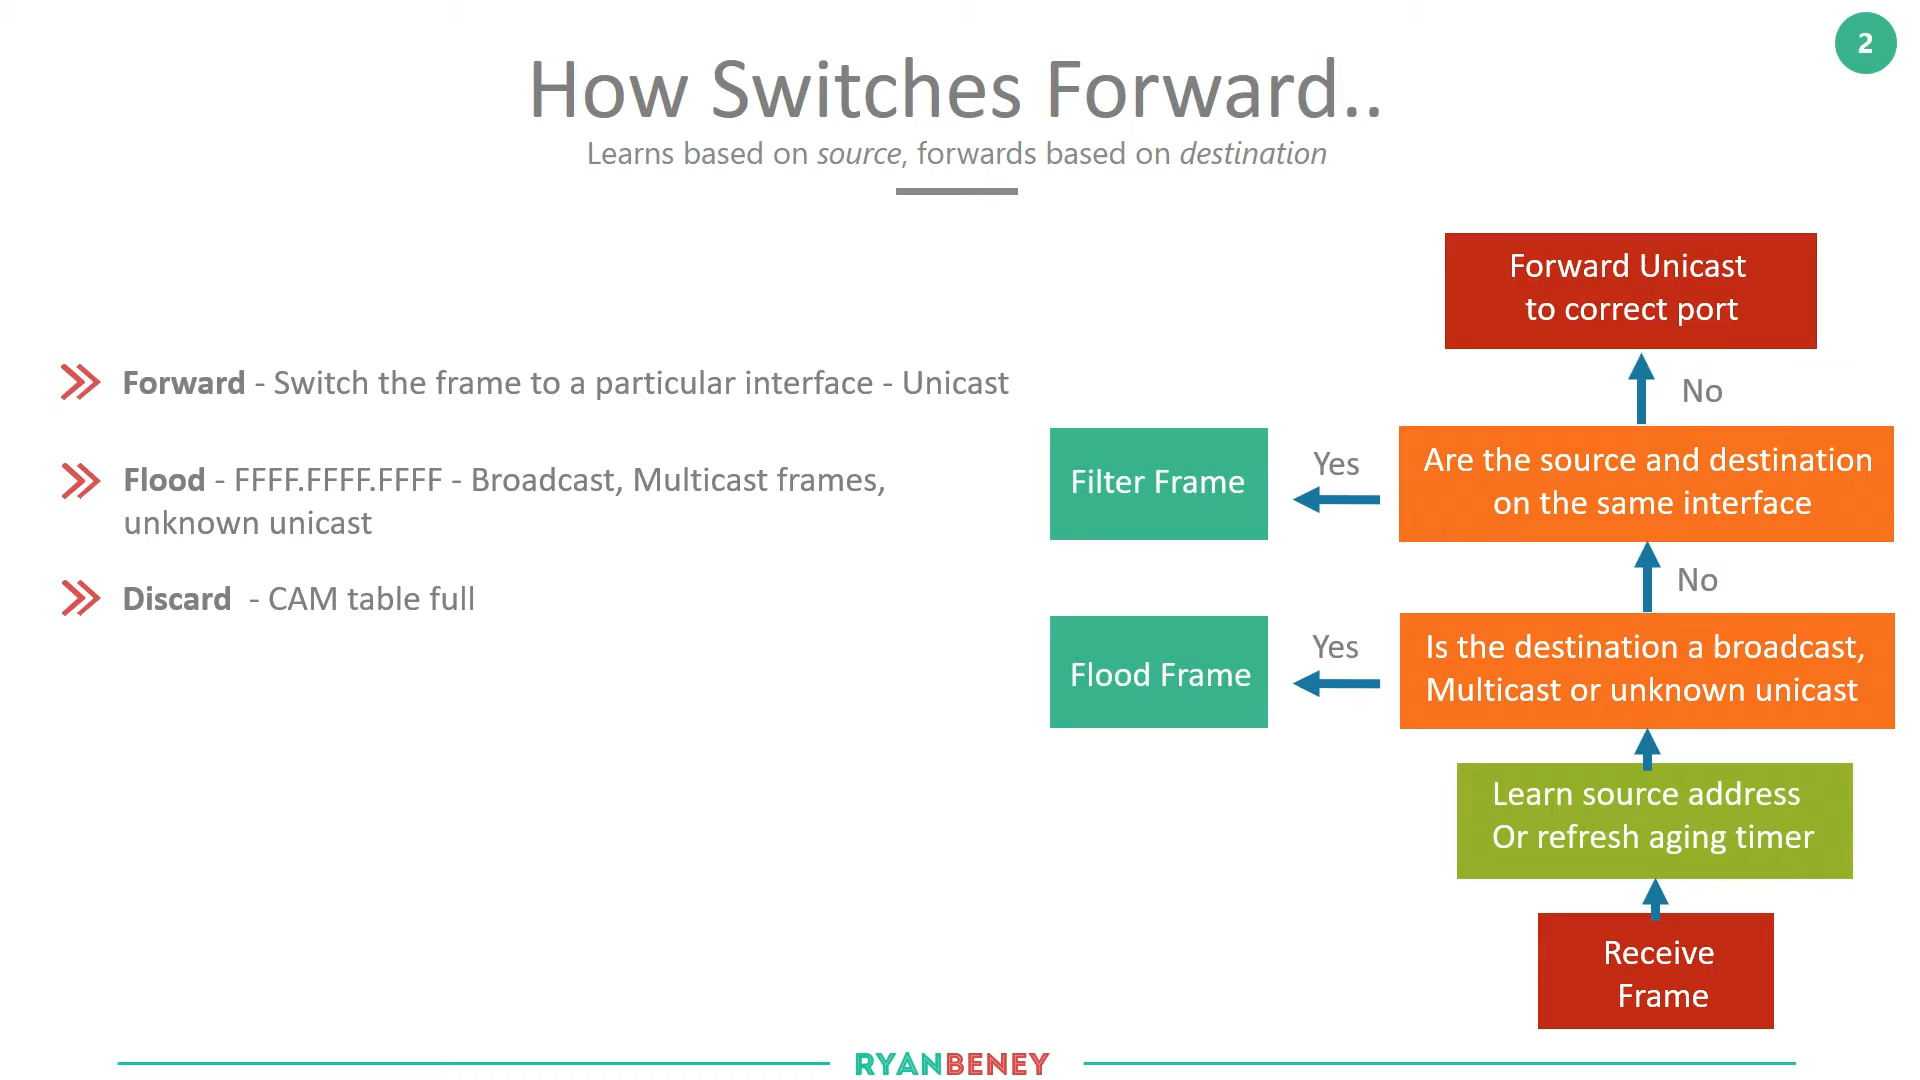 2
How Switches Forward..
Learns based on source, forwards based on destination
Forward - Switch the frame to a particular interface - Unicast
Flood - FFFF.FFFF.FFFF - Broadcast, Multicast frames,
unknown unicast
Discard - CAM table full
Forward Unicast
to correct port
No
Are the source and destination
on the same interface
Yes
Filter Frame
No
Is the destination a broadcast,
Multicast or unknown unicast
Yes
Flood Frame
Learn source address
Or refresh aging timer
Receive
Frame
RYANBENEY